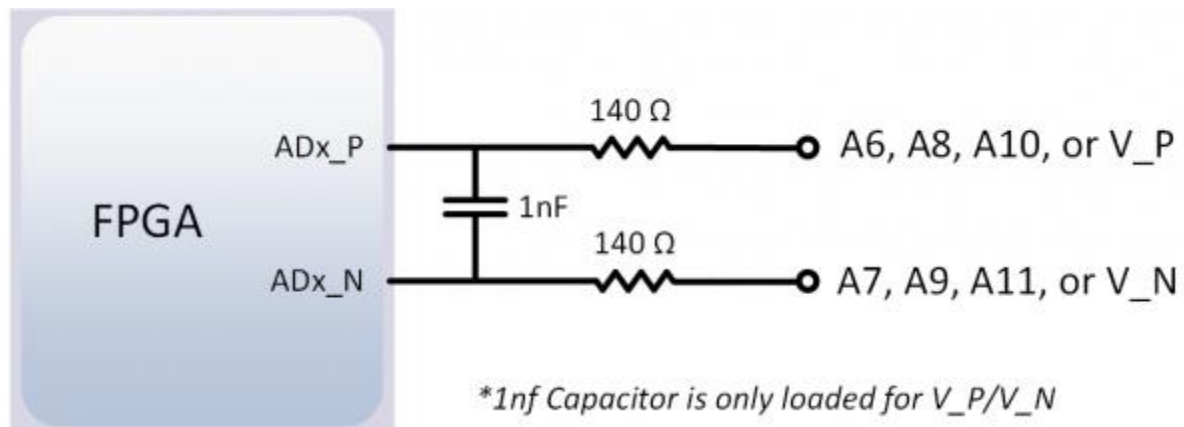 140 Ω
ADx_P
A6, A8, A10, or V_P
FPGA
1nF
140 Ω
ADx_N
A7, A9, A11, or V_N
*1nf Capacitor is only loaded for V_P/V_N